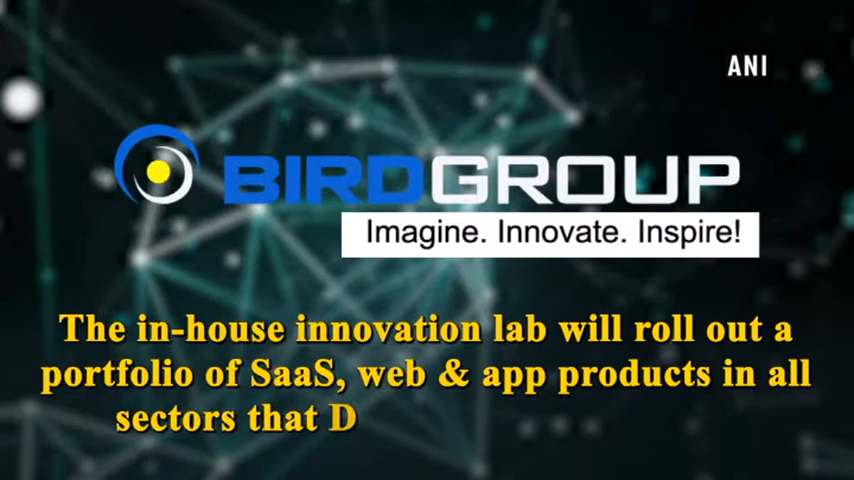 ANI
BIRDGROUP
Imagine. Innovate. Inspire!
The in-house innovation lab will roll out a
portfolio of SaaS, web & app products in all
sectors that D